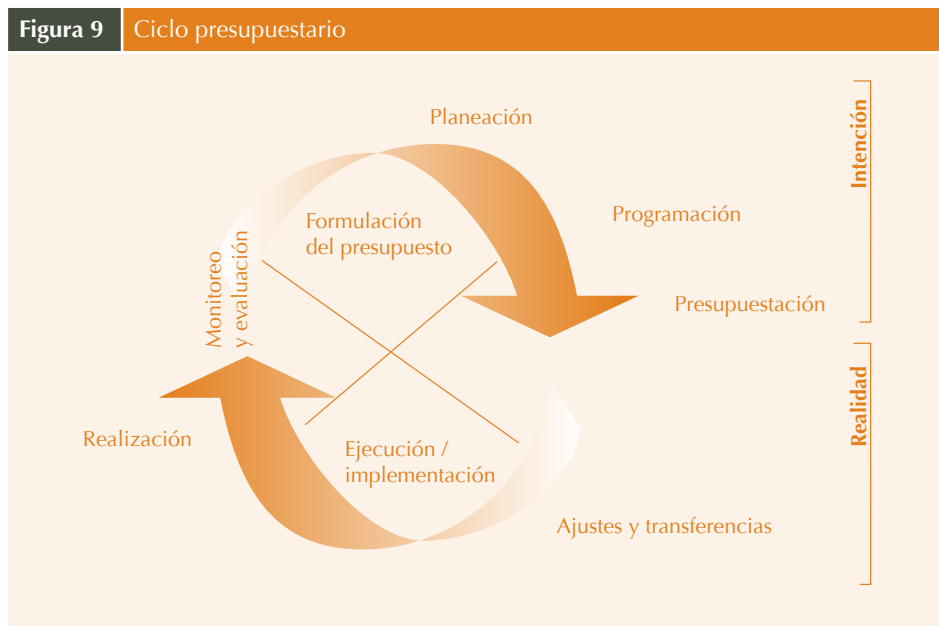 Figura 9
Ciclo presupuestario
Planeación
Intención
Programación
Formulación
del presupuesto
Monitoreo
y evaluación
Presupuestación
Realidad
Realización
Ejecución /
implementación
Ajustes y transferencias